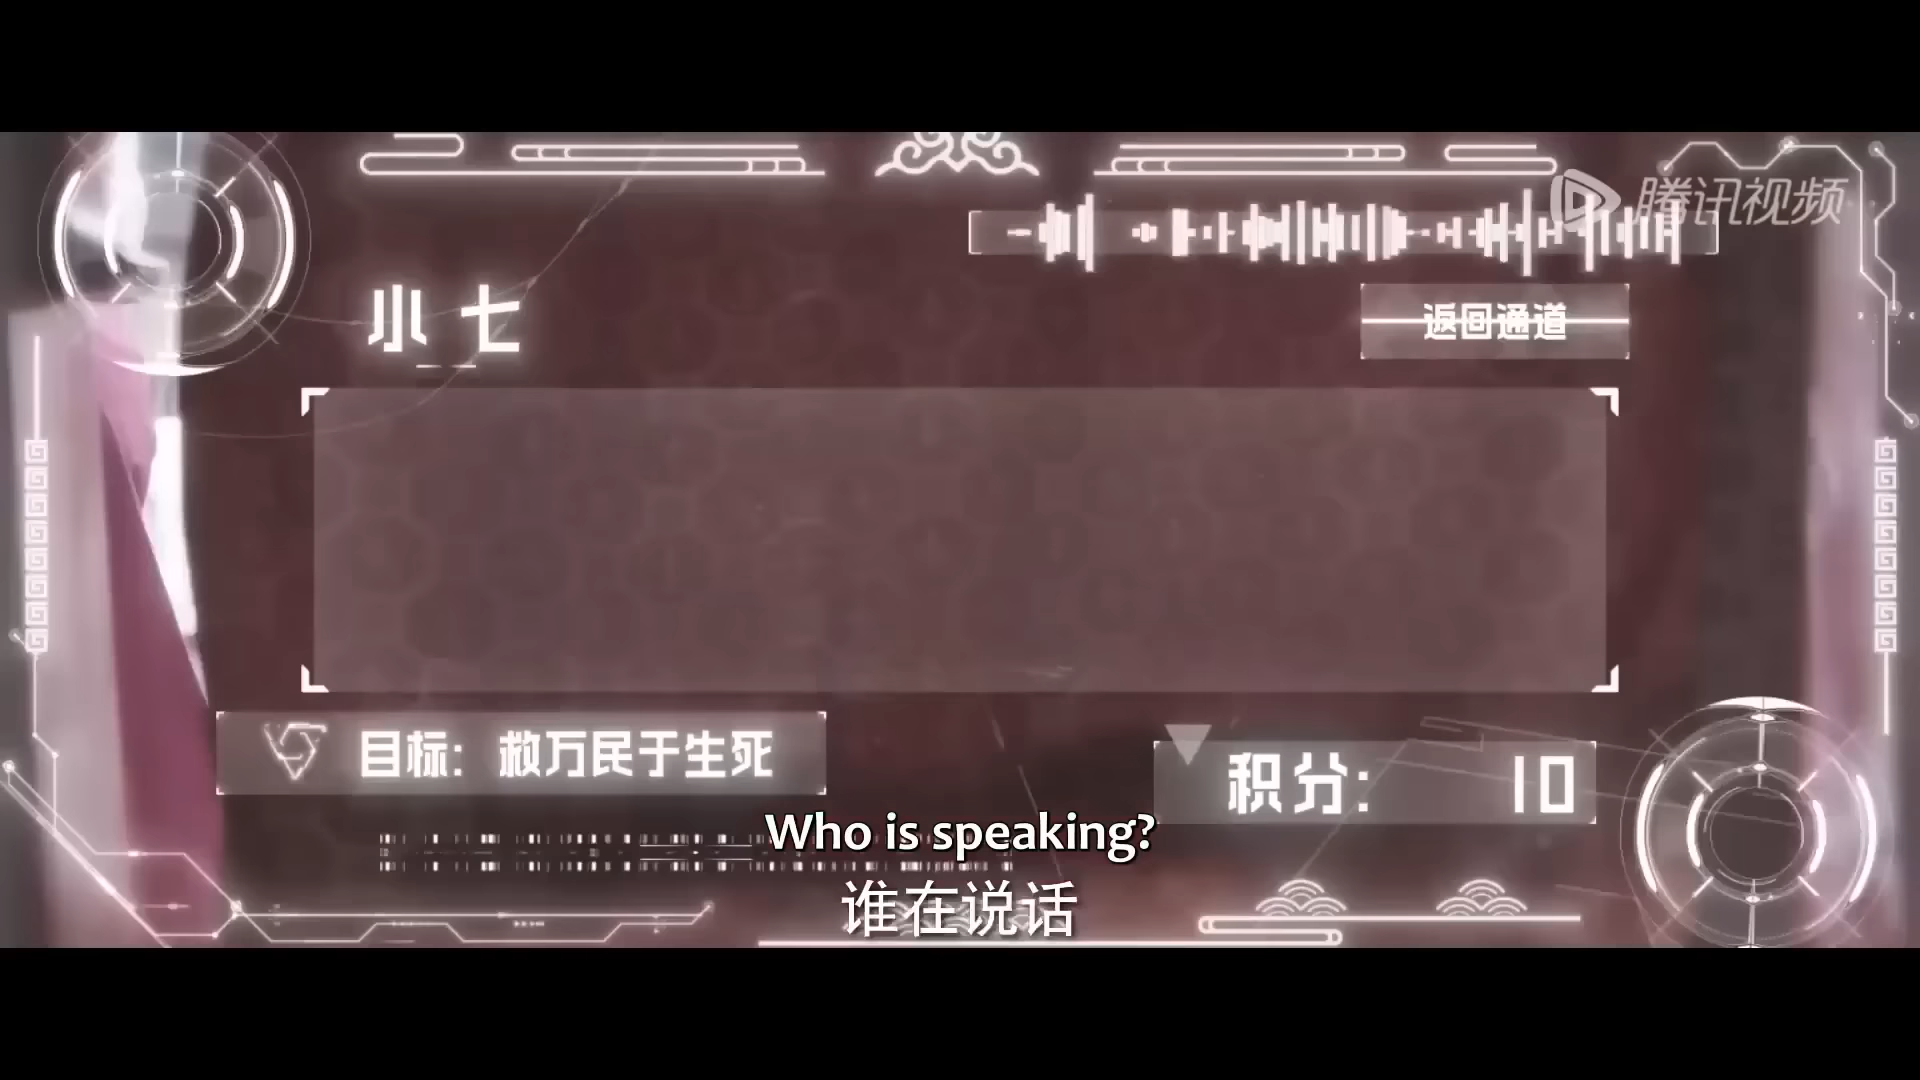 腾讯视频
小七
返回通道
目标：救万民于生死
积分：10
Who is speaking?
谁在说话